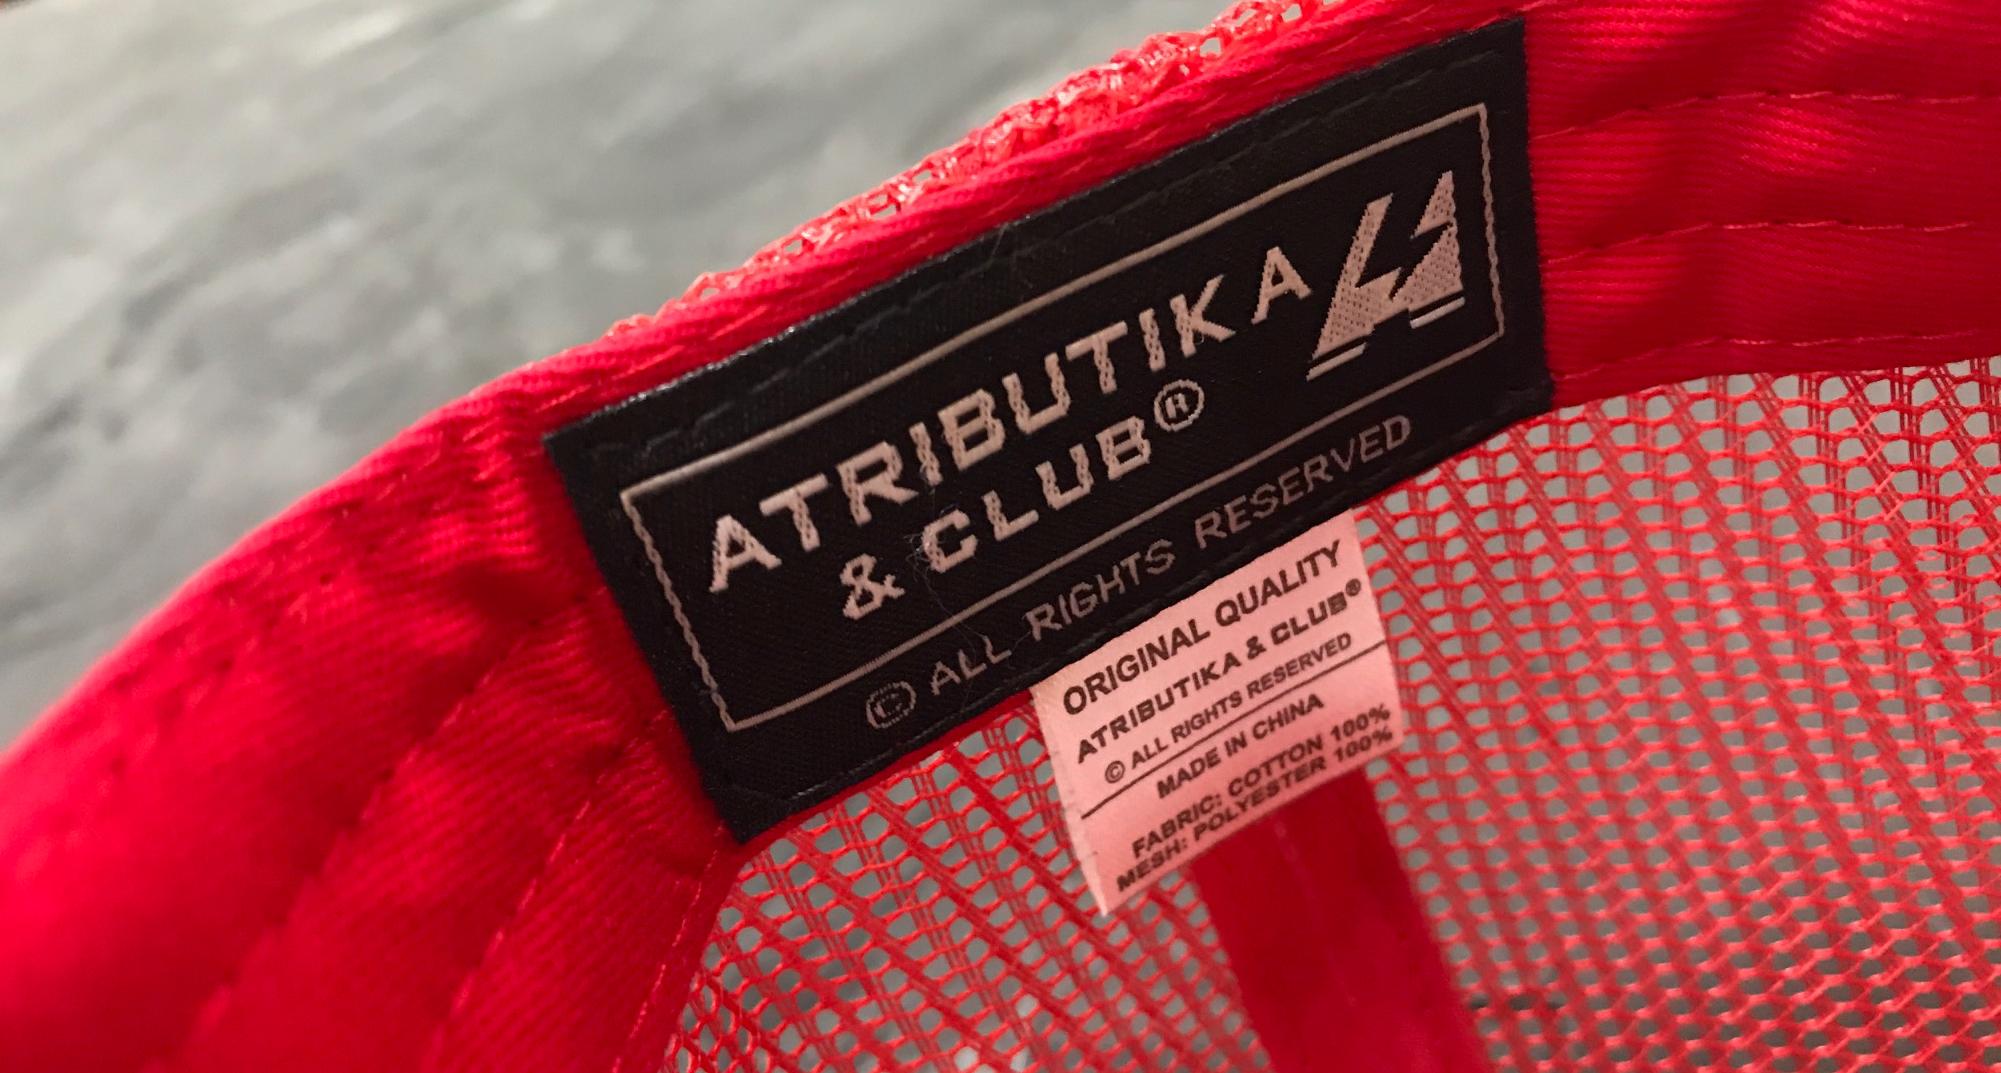 ATRIBUTIKA
& CLUB®
© ALL RIGHTS RESERVED
ORIGINAL QUALITY
ATRIBUTIKA & CLUB®
© ALL RIGHTS RESERVED
MADE IN CHINA
FABRIC: COTTON 100%
MESH: POLYESTER 100%